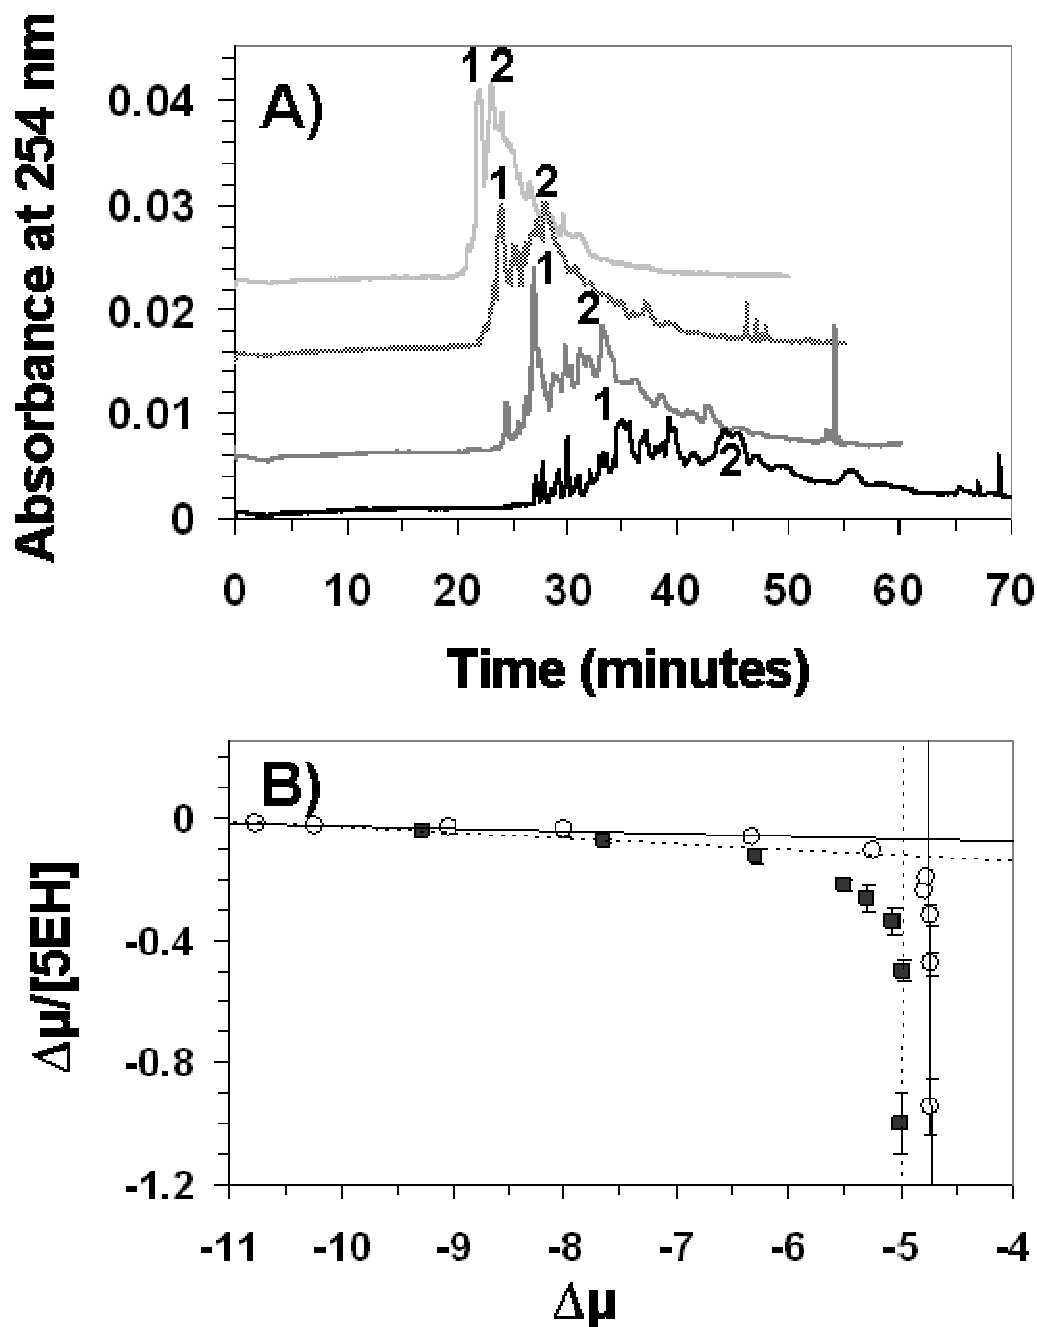 A)
Absorbance at 254 nm
0.04
0.03
0.02
0.01
0
1 2
1 2
1 2
1 2
0 10 20 30 40 50 60 70
Time (minutes)
B)
Δμ/[5EH]
0
-0.4
-0.8
-1.2
-11 -10 -9 -8 -7 -6 -5 -4
Δμ